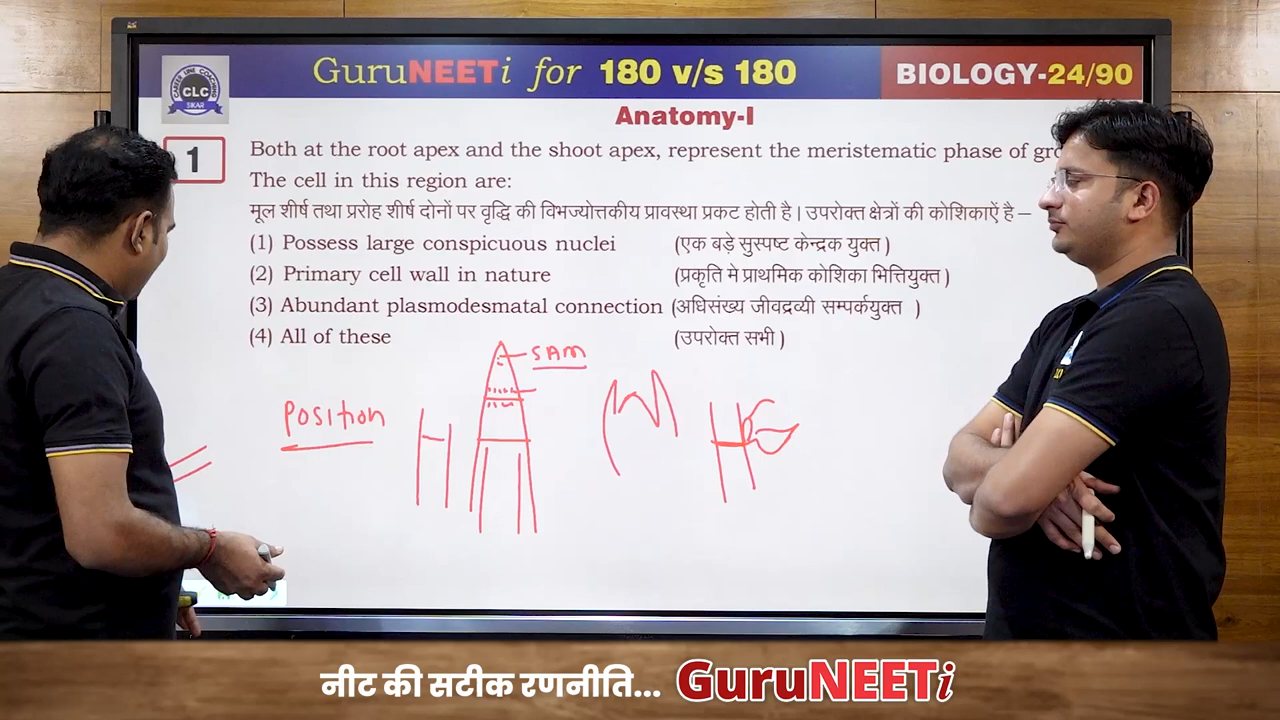 GuruNEETi for 180 v/s 180
BIOLOGY-24/90
CAREER LINE COACHING
CLC
SIKAR
Anatomy-I
1
Both at the root apex and the shoot apex, represent the meristematic phase of
The cell in this region are:
मूल शीर्ष तथा प्ररोह शीर्ष दोनों पर वृद्धि की विभज्योत्तकीय प्रावस्था प्रकट होती है। उपरोक्त क्षेत्रों की कोशिकाऐं है –
(1) Possess large conspicuous nuclei (एक बड़े सुस्पष्ट केन्द्रक युक्त )
(2) Primary cell wall in nature (प्रकृति मे प्राथमिक कोशिका भित्तियुक्त )
(3) Abundant plasmodesmatal connection (अधिसंख्य जीवद्रव्यी सम्पर्कयुक्त )
(4) All of these (उपरोक्त सभी )
SAM
Position
नीट की सटीक रणनीति... GuruNEETi